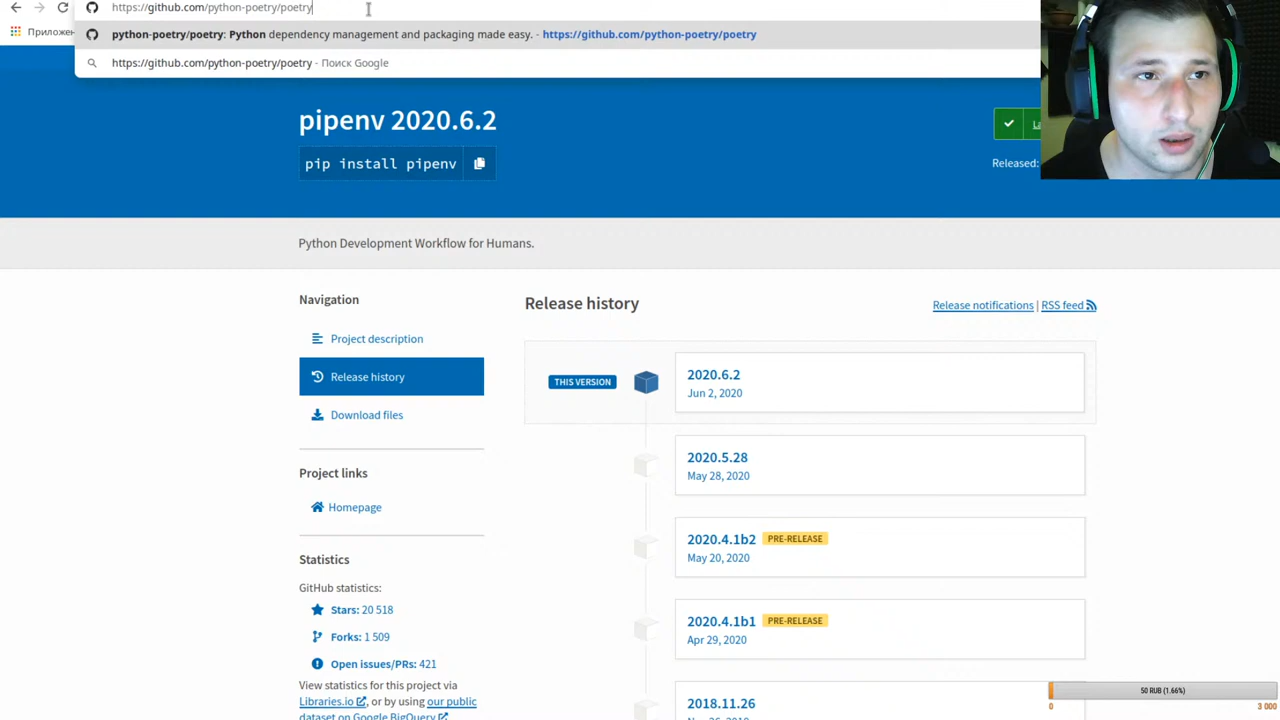 https://github.com/python-poetry/poetry
python-poetry/poetry: Python dependency management and packaging made easy. - https://github.com/python-poetry/poetry
https://github.com/python-poetry/poetry - Поиск Google
pipenv 2020.6.2
pip install pipenv
Released:
Python Development Workflow for Humans.
Navigation
Project description
Release history
Download files
Project links
Homepage
Statistics
GitHub statistics:
Stars: 20 518
Forks: 1 509
Open issues/PRs: 421
View statistics for this project via
Libraries.io, or by using our public
dataset on Google BigQuery
Release history
Release notifications | RSS feed
THIS VERSION
2020.6.2
Jun 2, 2020
2020.5.28
May 28, 2020
2020.4.1b2 PRE-RELEASE
May 20, 2020
2020.4.1b1 PRE-RELEASE
Apr 29, 2020
2018.11.26
50 RUB (1.66%)
0 3 000